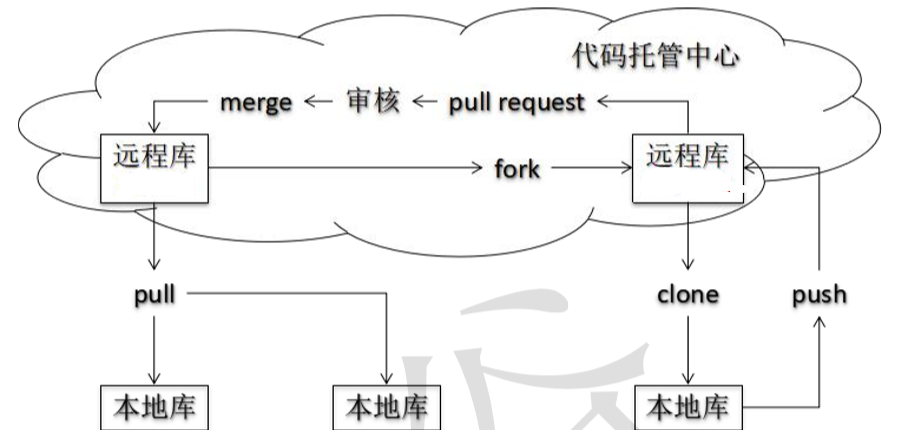 代码托管中心
merge
审核
pull request
远程库
fork
远程库
pull
clone
push
本地库
本地库
本地库